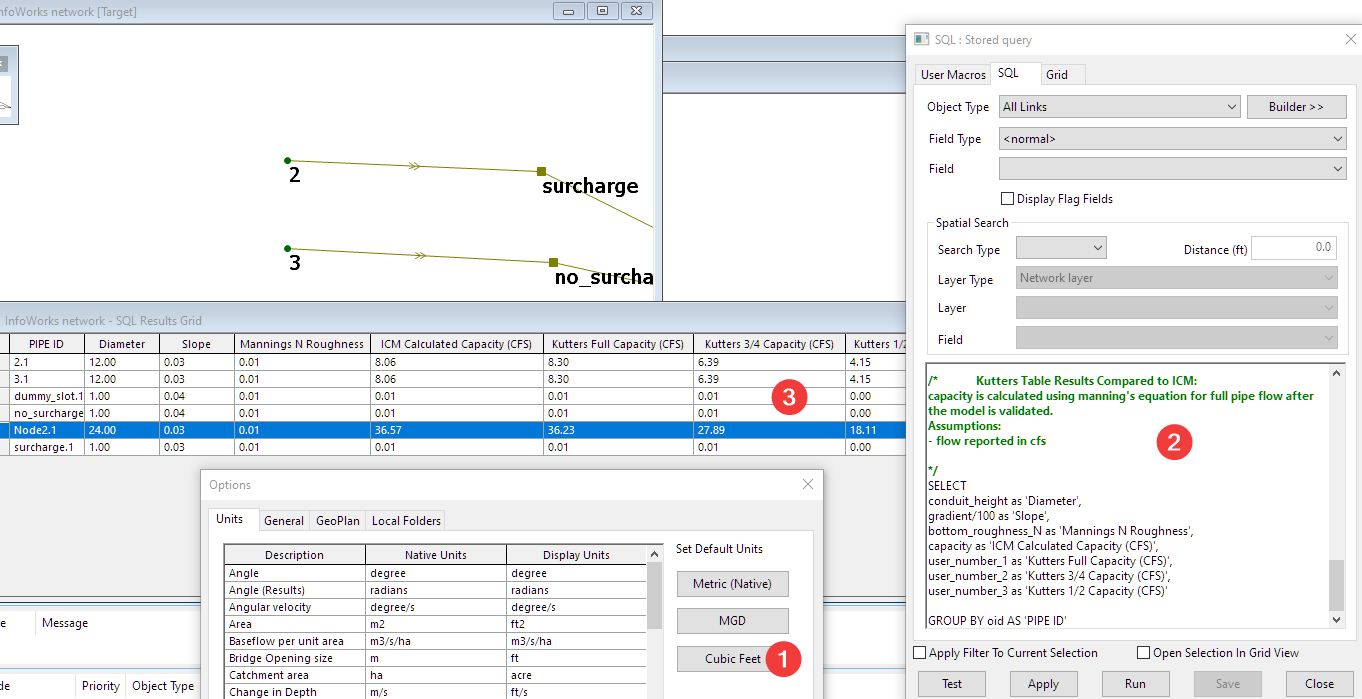 nfoWorks network [Target]
2
surcharge
3
no_surcha
InfoWorks network - SQL Results Grid
PIPE ID Diameter Slope Mannings N Roughness ICM Calculated Capacity (CFS) Kutters Full Capacity (CFS) Kutters 3/4 Capacity (CFS) Kutters 1/2
2.1 12.00 0.03 0.01 8.06 8.30 6.39 4.15
3.1 12.00 0.03 0.01 8.06 8.30 6.39 4.15
dummy_slot.1 1.00 0.04 0.01 0.01 0.01 0.01 0.00
no_surcharge 1.00 0.04 0.01 0.01 0.01 0.01 0.00
Node2.1 24.00 0.03 0.01 36.57 36.23 27.89 18.11
surcharge.1 1.00 0.03 0.01 0.01 0.01 0.01 0.00
3
Options
Units General GeoPlan Local Folders
Description Native Units Display Units
Angle degree degree
Angle (Results) radians radians
Angular velocity degree/s degree/s
Area m2 ft2
Baseflow per unit area m3/s/ha m3/s/ha
Bridge Opening size m ft
Catchment area ha acre
Change in Depth m/s ft/s
Set Default Units
Metric (Native)
MGD
Cubic Feet
1
e Message
de Priority Object Type
SQL : Stored query
User Macros SQL Grid
Object Type All Links Builder >>
Field Type <normal>
Field
Display Flag Fields
Spatial Search
Search Type Distance (ft) 0.0
Layer Type Network layer
Layer
Field
/* Kutters Table Results Compared to ICM:
capacity is calculated using manning's equation for full pipe flow after
the model is validated.
Assumptions:
- flow reported in cfs
2
*/
SELECT
conduit_height as 'Diameter',
gradient/100 as 'Slope',
bottom_roughness_N as 'Mannings N Roughness',
capacity as 'ICM Calculated Capacity (CFS)',
user_number_1 as 'Kutters Full Capacity (CFS)',
user_number_2 as 'Kutters 3/4 Capacity (CFS)',
user_number_3 as 'Kutters 1/2 Capacity (CFS)'
GROUP BY oid AS 'PIPE ID'
Apply Filter To Current Selection Open Selection In Grid View
Test Apply Run Save Close